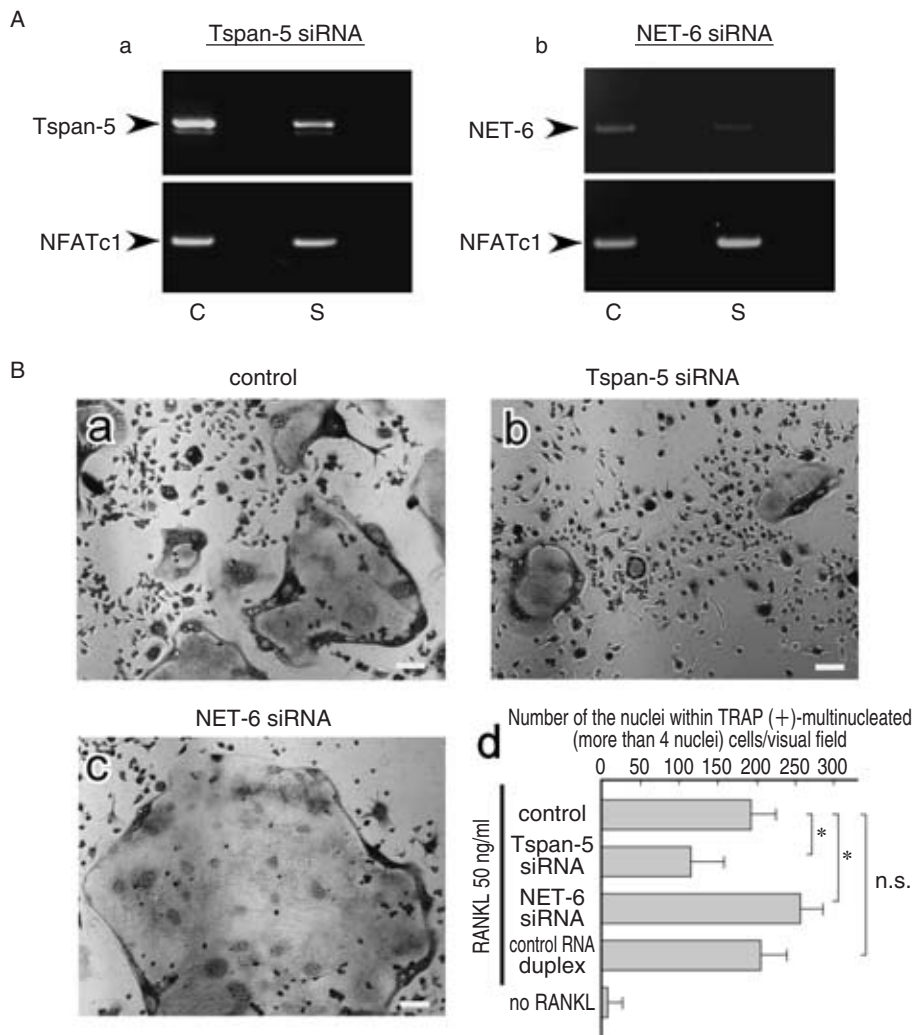 A
Tspan-5 siRNA
NET-6 siRNA
a
b
Tspan-5
NET-6
NFATc1
NFATc1
C
S
C
S
B
control
Tspan-5 siRNA
a
b
NET-6 siRNA
c
d
Number of the nuclei within TRAP (+)-multinucleated
(more than 4 nuclei) cells/visual field
0 50 100 150 200 250 300
RANKL 50 ng/ml
control
Tspan-5
siRNA
NET-6
siRNA
control RNA
duplex
no RANKL
*
*
n.s.